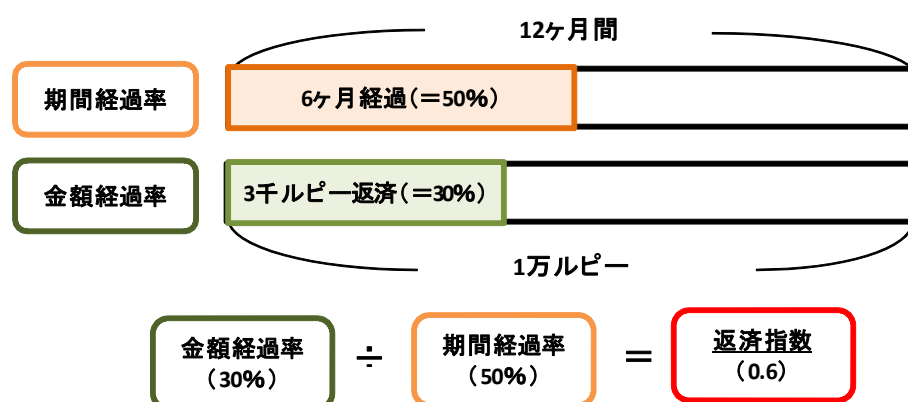 12ヶ月間
期間経過率
6ヶ月経過(=50%)
金額経過率
3千ルピー返済(=30%)
1万ルピー
金額経過率
(30%)
÷
期間経過率
(50%)
=
返済指数
(0.6)